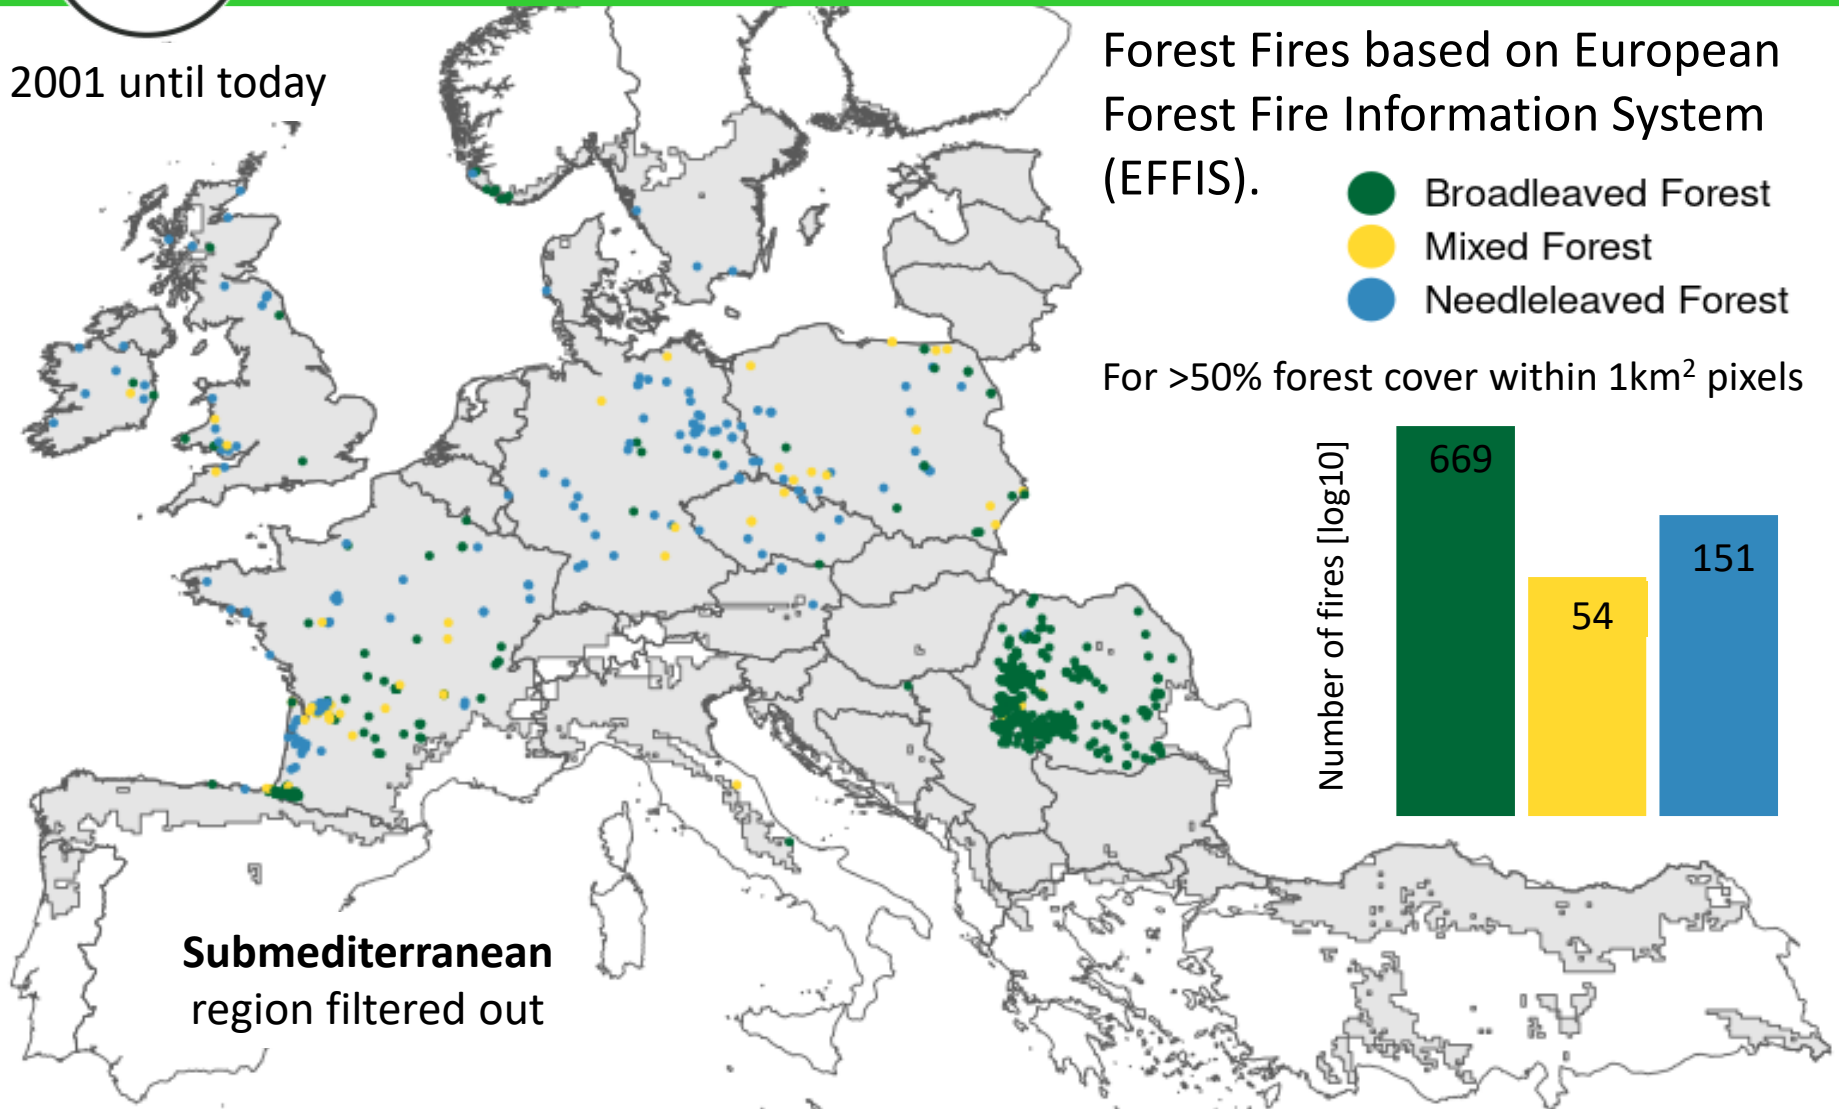 2001 until today
Forest Fires based on European
Forest Fire Information System
(EFFIS).
Broadleaved Forest
Mixed Forest
Needleleaved Forest
For >50% forest cover within 1km² pixels
Number of fires [log10]
669
54
151
Submediterranean
region filtered out